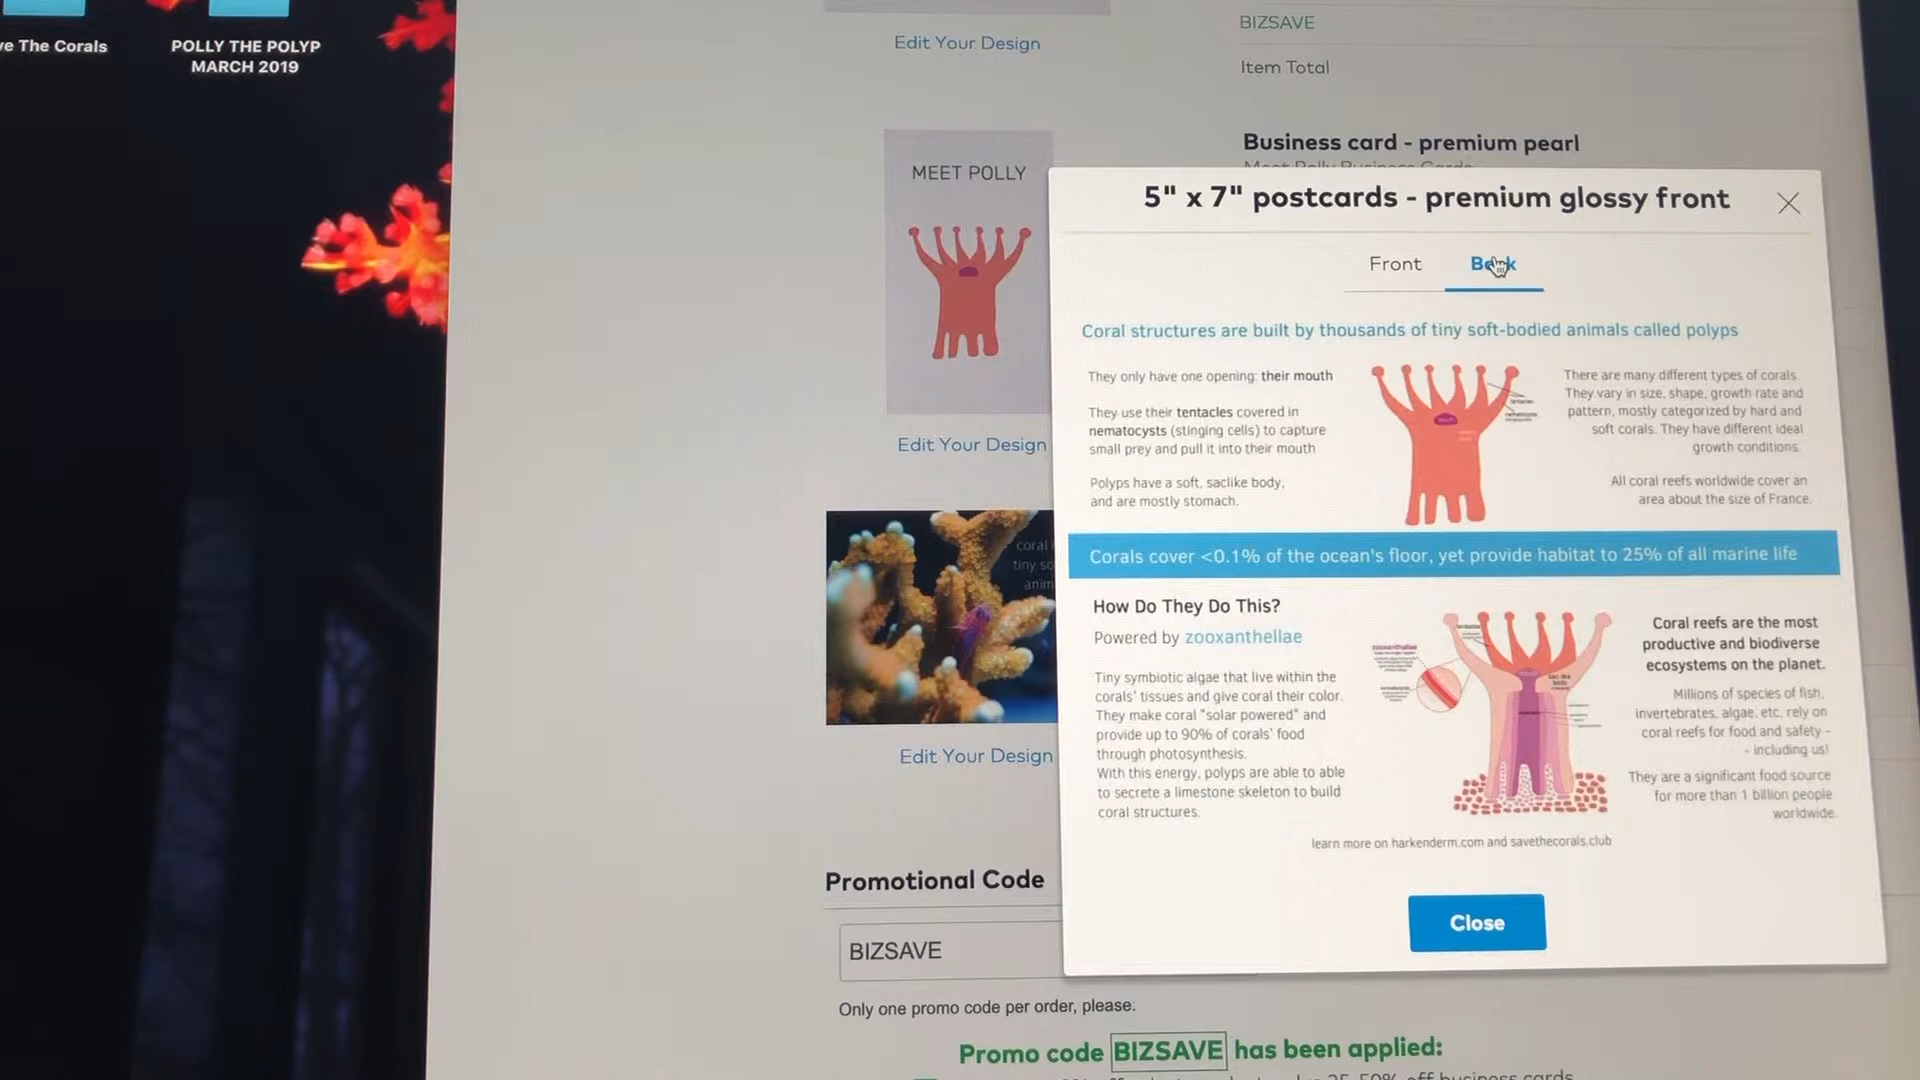 ve The Corals
POLLY THE POLYP
MARCH 2019
Edit Your Design
BIZSAVE
Item Total
MEET POLLY
Business card - premium pearl
Edit Your Design
coral
tiny so
anim
Edit Your Design
5" x 7" postcards - premium glossy front
Front
Back
Coral structures are built by thousands of tiny soft-bodied animals called polyps
They only have one opening: their mouth
They use their tentacles covered in
nematocysts (stinging cells) to capture
small prey and pull it into their mouth
Polyps have a soft, saclike body,
and are mostly stomach.
There are many different types of corals.
They vary in size, shape, growth rate and
pattern, mostly categorized by hard and
soft corals. They have different ideal
growth conditions.
All coral reefs worldwide cover an
area about the size of France.
Corals cover <0.1% of the ocean's floor, yet provide habitat to 25% of all marine life
How Do They Do This?
Powered by zooxanthellae
Tiny symbiotic algae that live within the
corals' tissues and give coral their color.
They make coral "solar powered" and
provide up to 90% of corals' food
through photosynthesis.
With this energy, polyps are able to able
to secrete a limestone skeleton to build
coral structures.
zooxanthellae
Coral reefs are the most
productive and biodiverse
ecosystems on the planet.
Millions of species of fish,
invertebrates, algae, etc, rely on
coral reefs for food and safety -
- including us!
They are a significant food source
for more than 1 billion people
worldwide.
learn more on harkenderm.com and savethecorals.club
Close
Promotional Code
BIZSAVE
Only one promo code per order, please.
Promo code BIZSAVE has been applied: